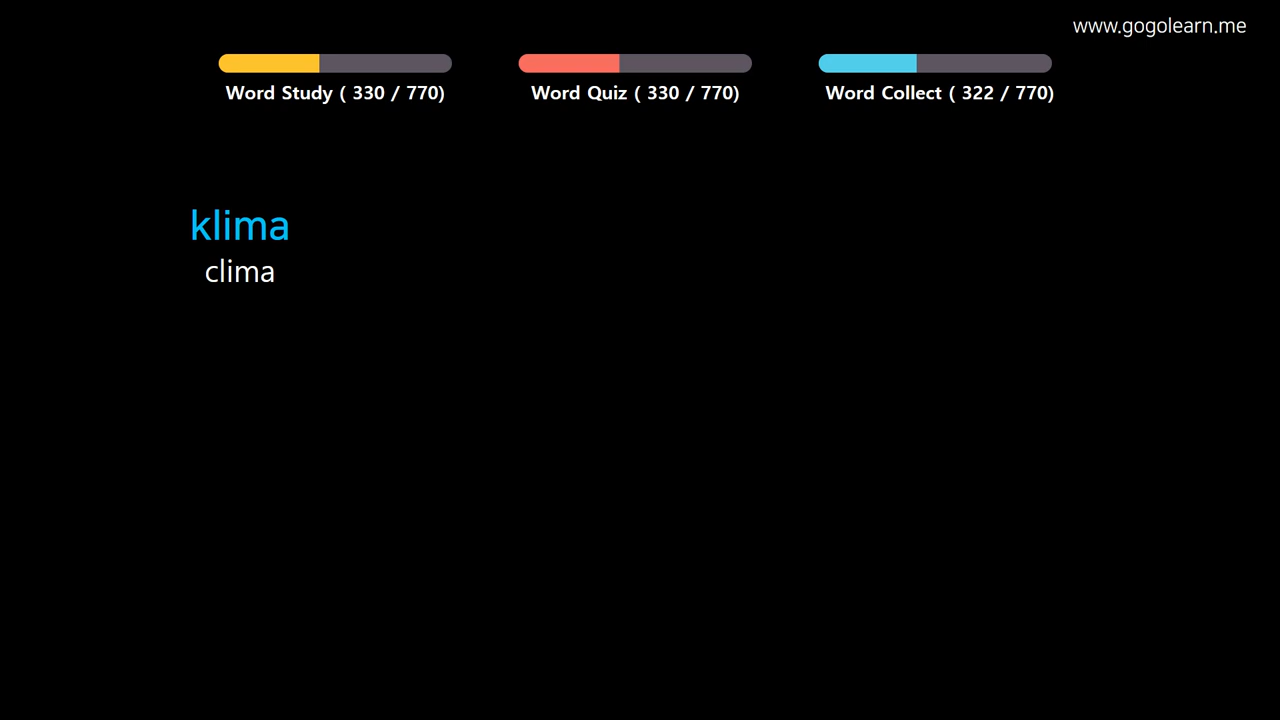 www.gogolearn.me
Word Study ( 330 / 770)
Word Quiz ( 330 / 770)
Word Collect ( 322 / 770)
klima
clima